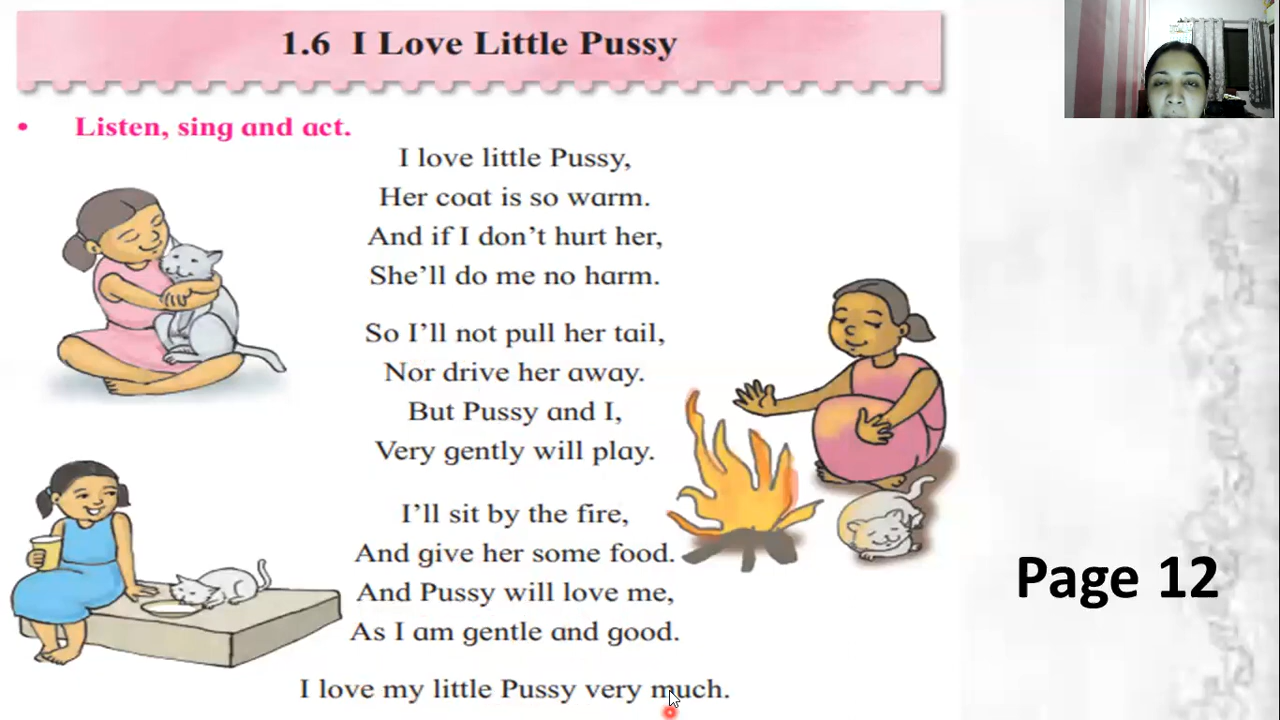 1.6 I Love Little Pussy
• Listen, sing and act.
I love little Pussy,
Her coat is so warm.
And if I don't hurt her,
She'll do me no harm.
So I'll not pull her tail,
Nor drive her away.
But Pussy and I,
Very gently will play.
I'll sit by the fire,
And give her some food.
And Pussy will love me,
As I am gentle and good.
I love my little Pussy very much.
Page 12